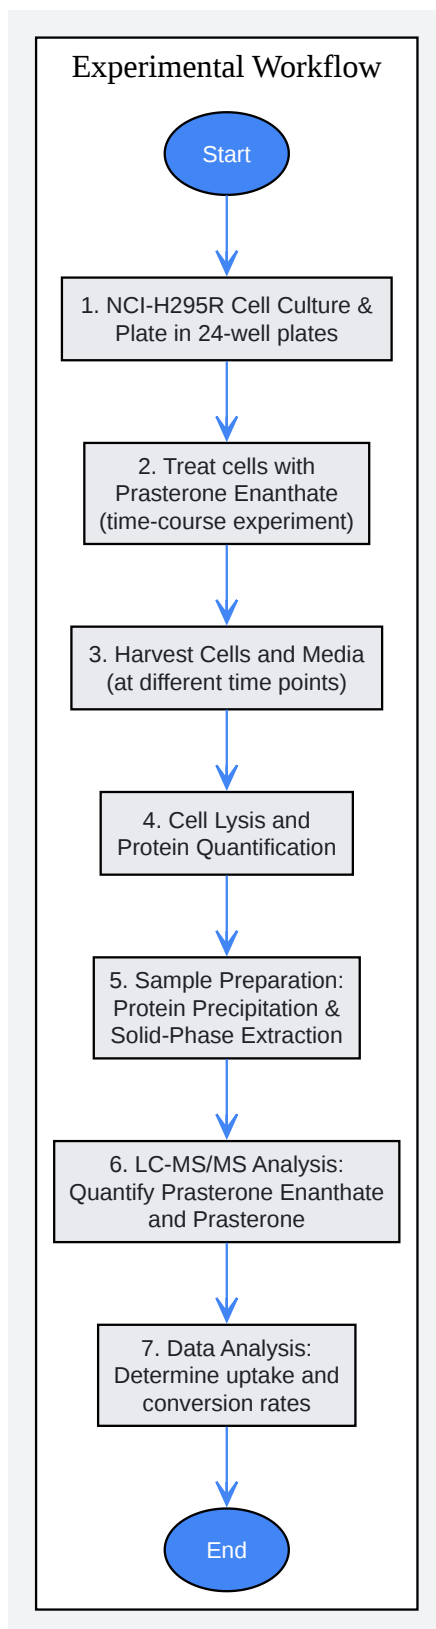 Experimental Workflow
Start
1. NCI-H295R Cell Culture &
Plate in 24-well plates
2. Treat cells with
Prasterone Enanthate
(time-course experiment)
3. Harvest Cells and Media
(at different time points)
4. Cell Lysis and
Protein Quantification
5. Sample Preparation:
Protein Precipitation &
Solid-Phase Extraction
6. LC-MS/MS Analysis:
Quantify Prasterone Enanthate
and Prasterone
7. Data Analysis:
Determine uptake and
conversion rates
End